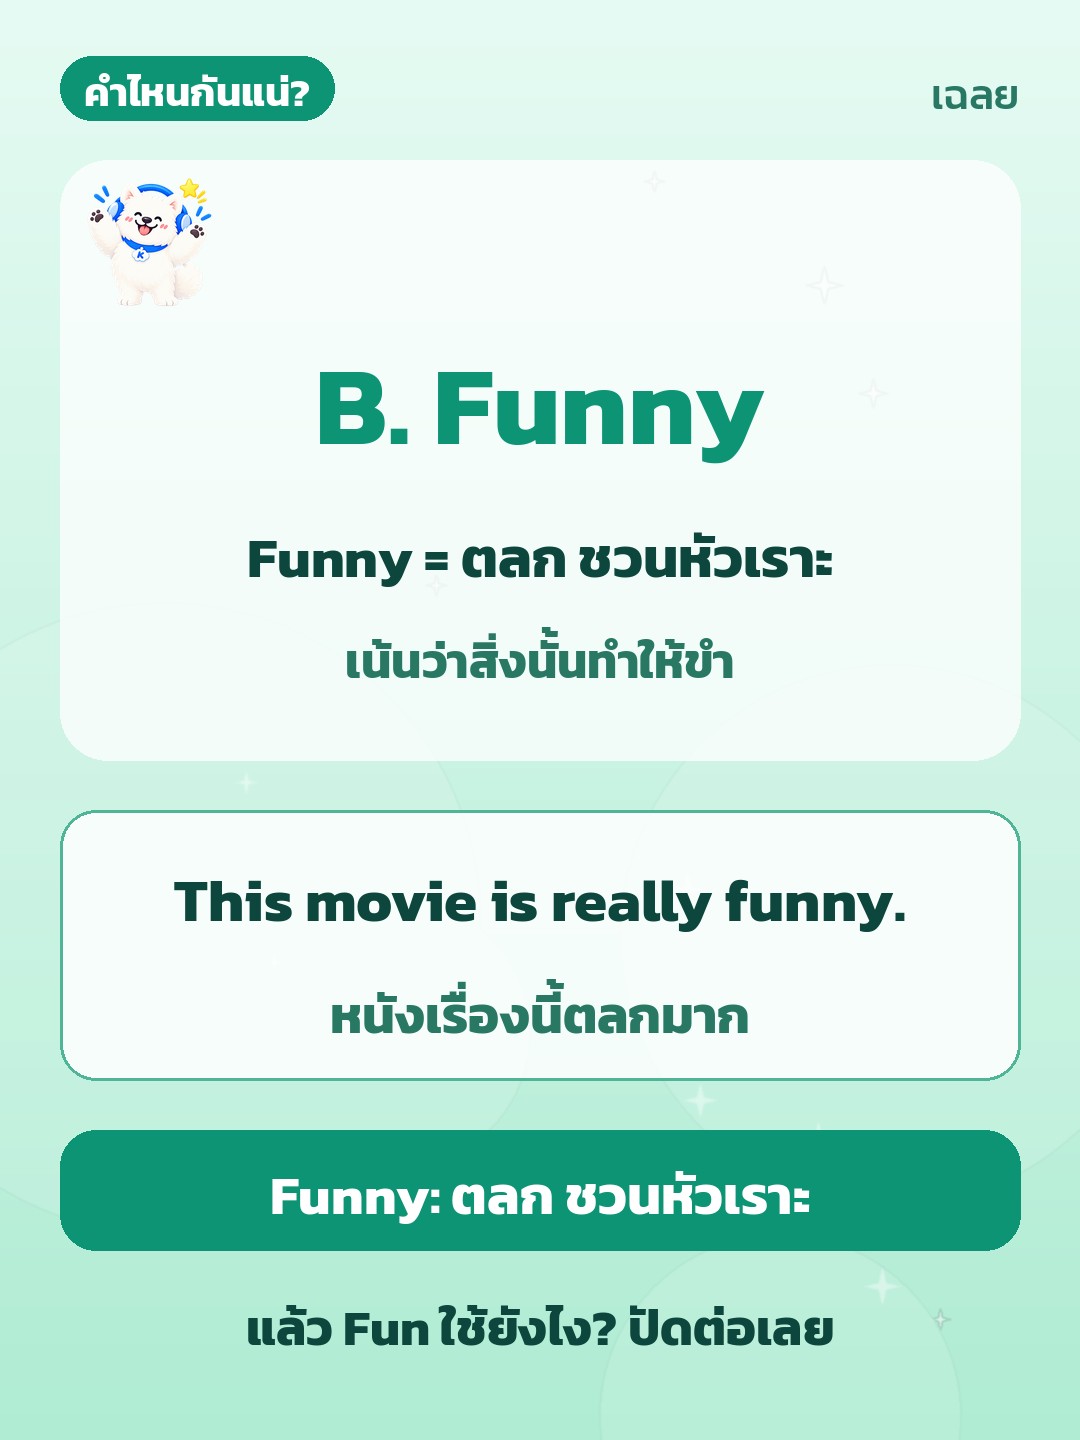 คำไหนกันแน่?
เฉลย
K
B. Funny
Funny = ตลก ชวนหัวเราะ
เน้นว่าสิ่งนั้นทำให้ขำ
This movie is really funny.
หนังเรื่องนี้ตลกมาก
Funny: ตลก ชวนหัวเราะ
แล้ว Fun ใช้ยังไง? ปัดต่อเลย